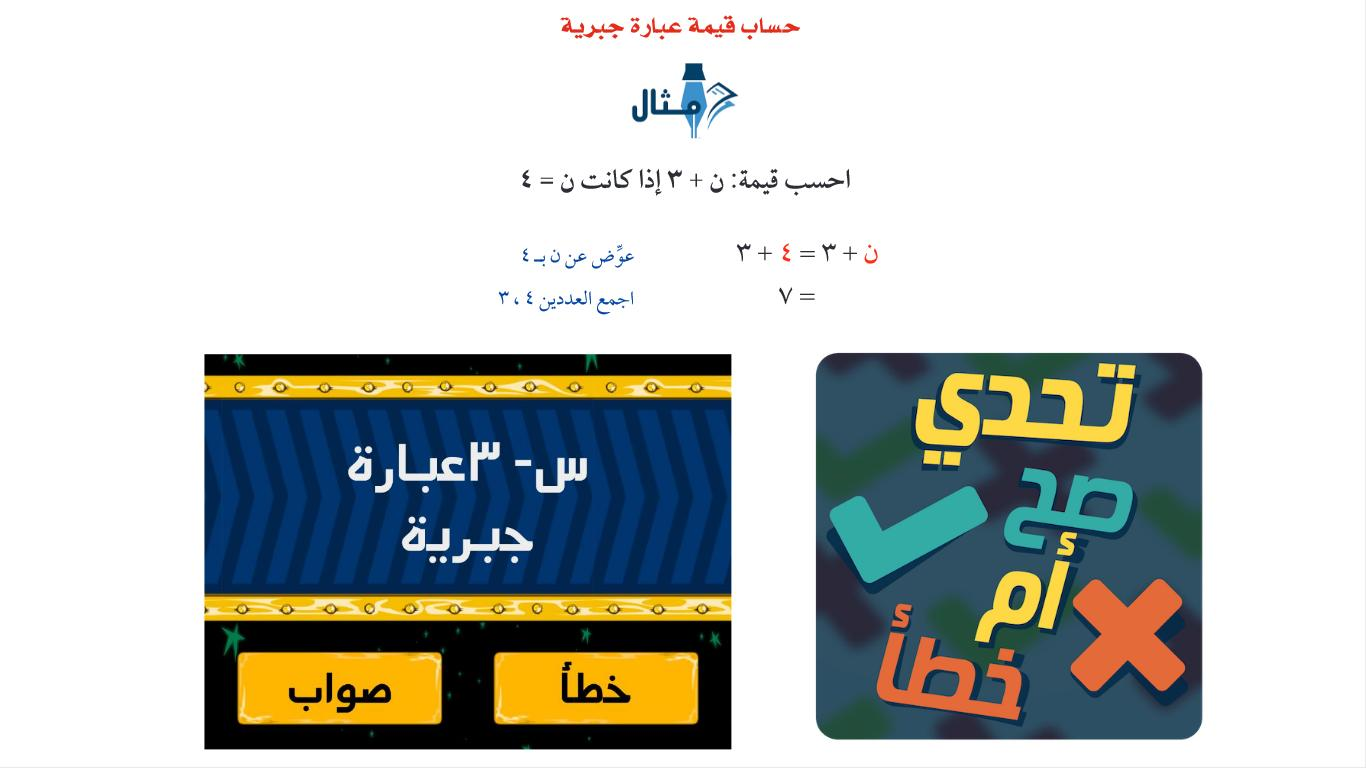 حساب قيمة عبارة جبرية
مثال
احسب قيمة: ن + ٣ إذا كانت ن = ٤
ن + ٣ = ٤ + ٣
عوِّض عن ن بـ ٤
= ٧
اجمع العددين ٤ ، ٣
تحدي
صح
أم
خطأ
س- ٣عبارة
جبرية
خطأ
صواب